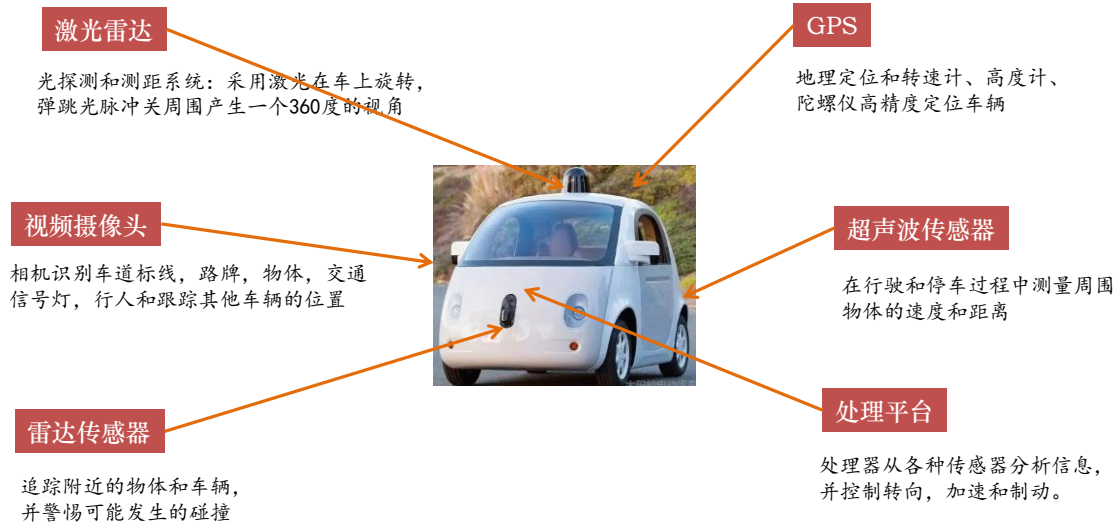 激光雷达
光探测和测距系统：采用激光在车上旋转，
弹跳光脉冲关周围产生一个360度的视角
GPS
地理定位和转速计、高度计、
陀螺仪高精度定位车辆
视频摄像头
相机识别车道标线，路牌，物体，交通
信号灯，行人和跟踪其他车辆的位置
超声波传感器
在行驶和停车过程中测量周围
物体的速度和距离
雷达传感器
追踪附近的物体和车辆，
并警惕可能发生的碰撞
处理平台
处理器从各种传感器分析信息，
并控制转向，加速和制动。